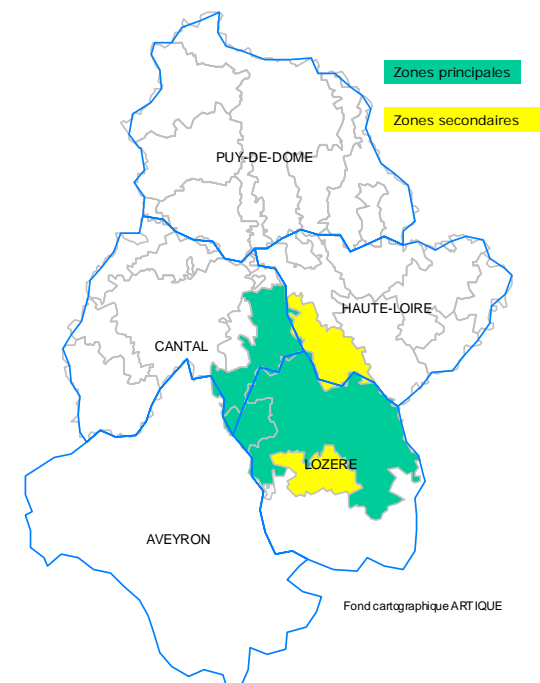 Zones principales
Zones secondaires
PUY-DE-DOME
HAUTE-LOIRE
CANTAL
LOZERE
AVEYRON
Fond cartographique ARTIQUE